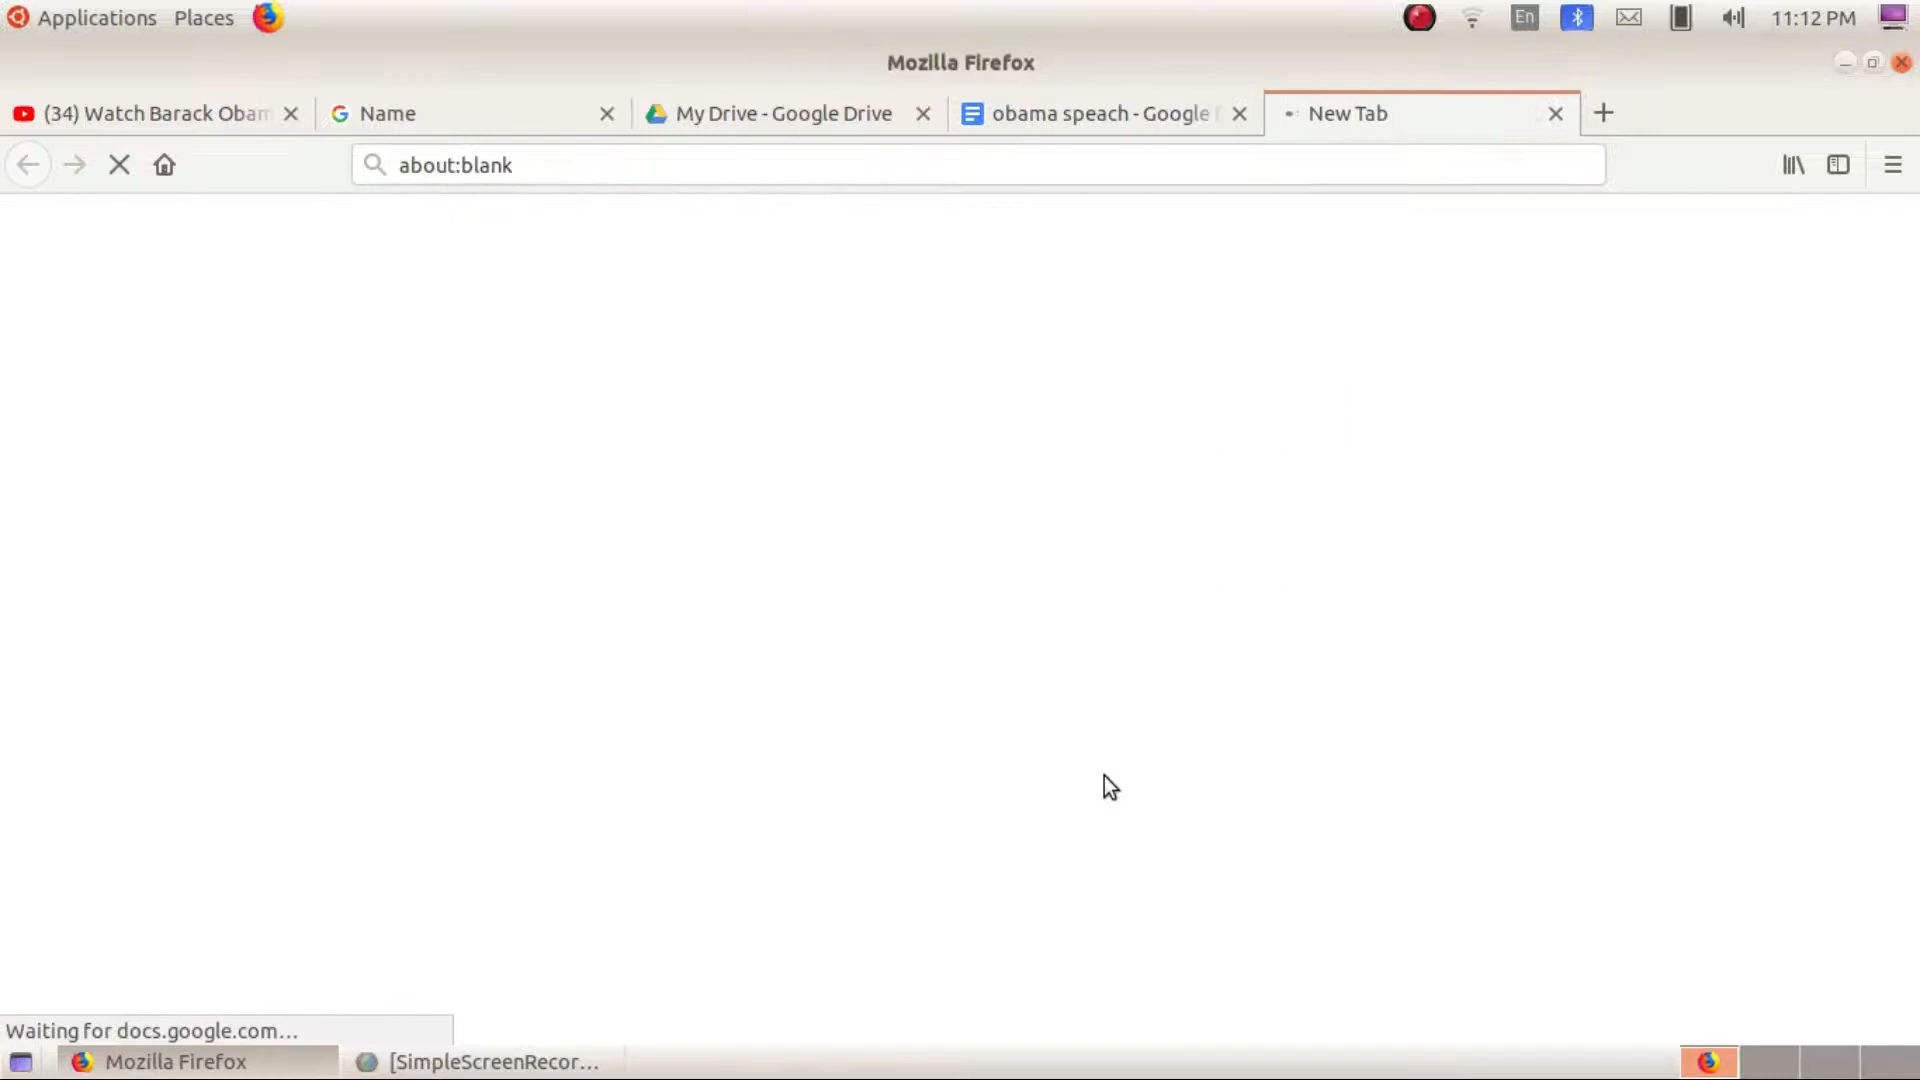 Applications Places En 11:12 PM
Mozilla Firefox
(34) Watch Barack Obam Name My Drive - Google Drive obama speach - Google New Tab
about:blank
Waiting for docs.google.com...
Mozilla Firefox [SimpleScreenRecor...